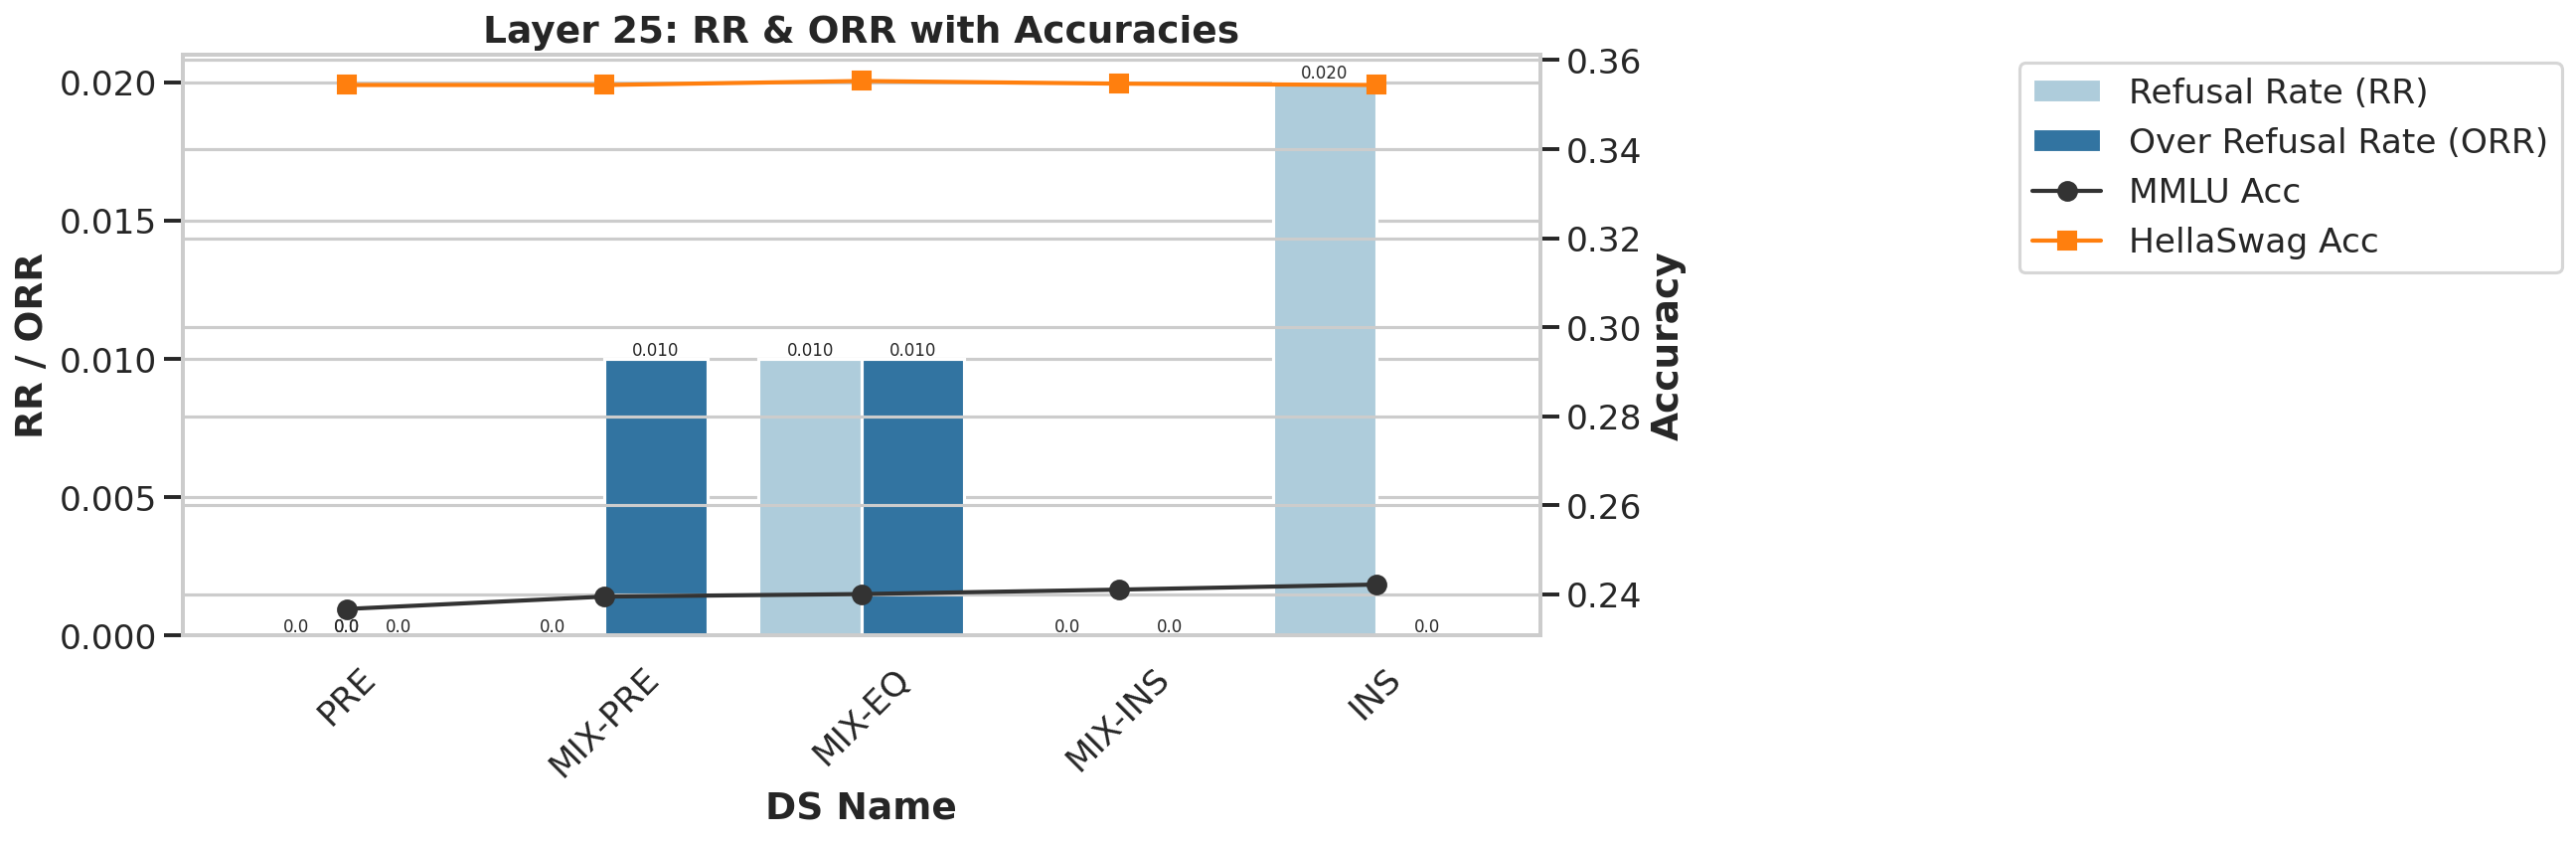 Layer 25: RR & ORR with Accuracies
RR / ORR
0.020
0.015
0.010
0.005
0.000
0.36
0.34
0.32
0.30
0.28
0.26
0.24
Accuracy
0.020
0.010
0.010
0.010
0.0
0.0
0.0
0.0
0.0
0.0
0.0
0.0
PRE
MIX-PRE
MIX-EQ
MIX-INS
INS
DS Name
Refusal Rate (RR)
Over Refusal Rate (ORR)
MMLU Acc
HellaSwag Acc